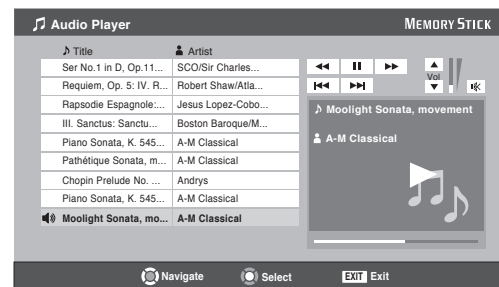 Audio Player
MEMORY STICK
Title Artist
Ser No.1 in D, Op.11... SCO/Sir Charles...
Requiem, Op. 5: IV. R... Robert Shaw/Atla...
Rapsodie Espagnole:... Jesus Lopez-Cobo...
III. Sanctus: Sanctu... Boston Baroque/M...
Piano Sonata, K. 545... A-M Classical
Pathétique Sonata, m... A-M Classical
Chopin Prelude No. ... Andrys
Piano Sonata, K. 545... A-M Classical
Moolight Sonata, mo... A-M Classical
Vol
Moolight Sonata, movement
A-M Classical
Navigate Select EXIT Exit